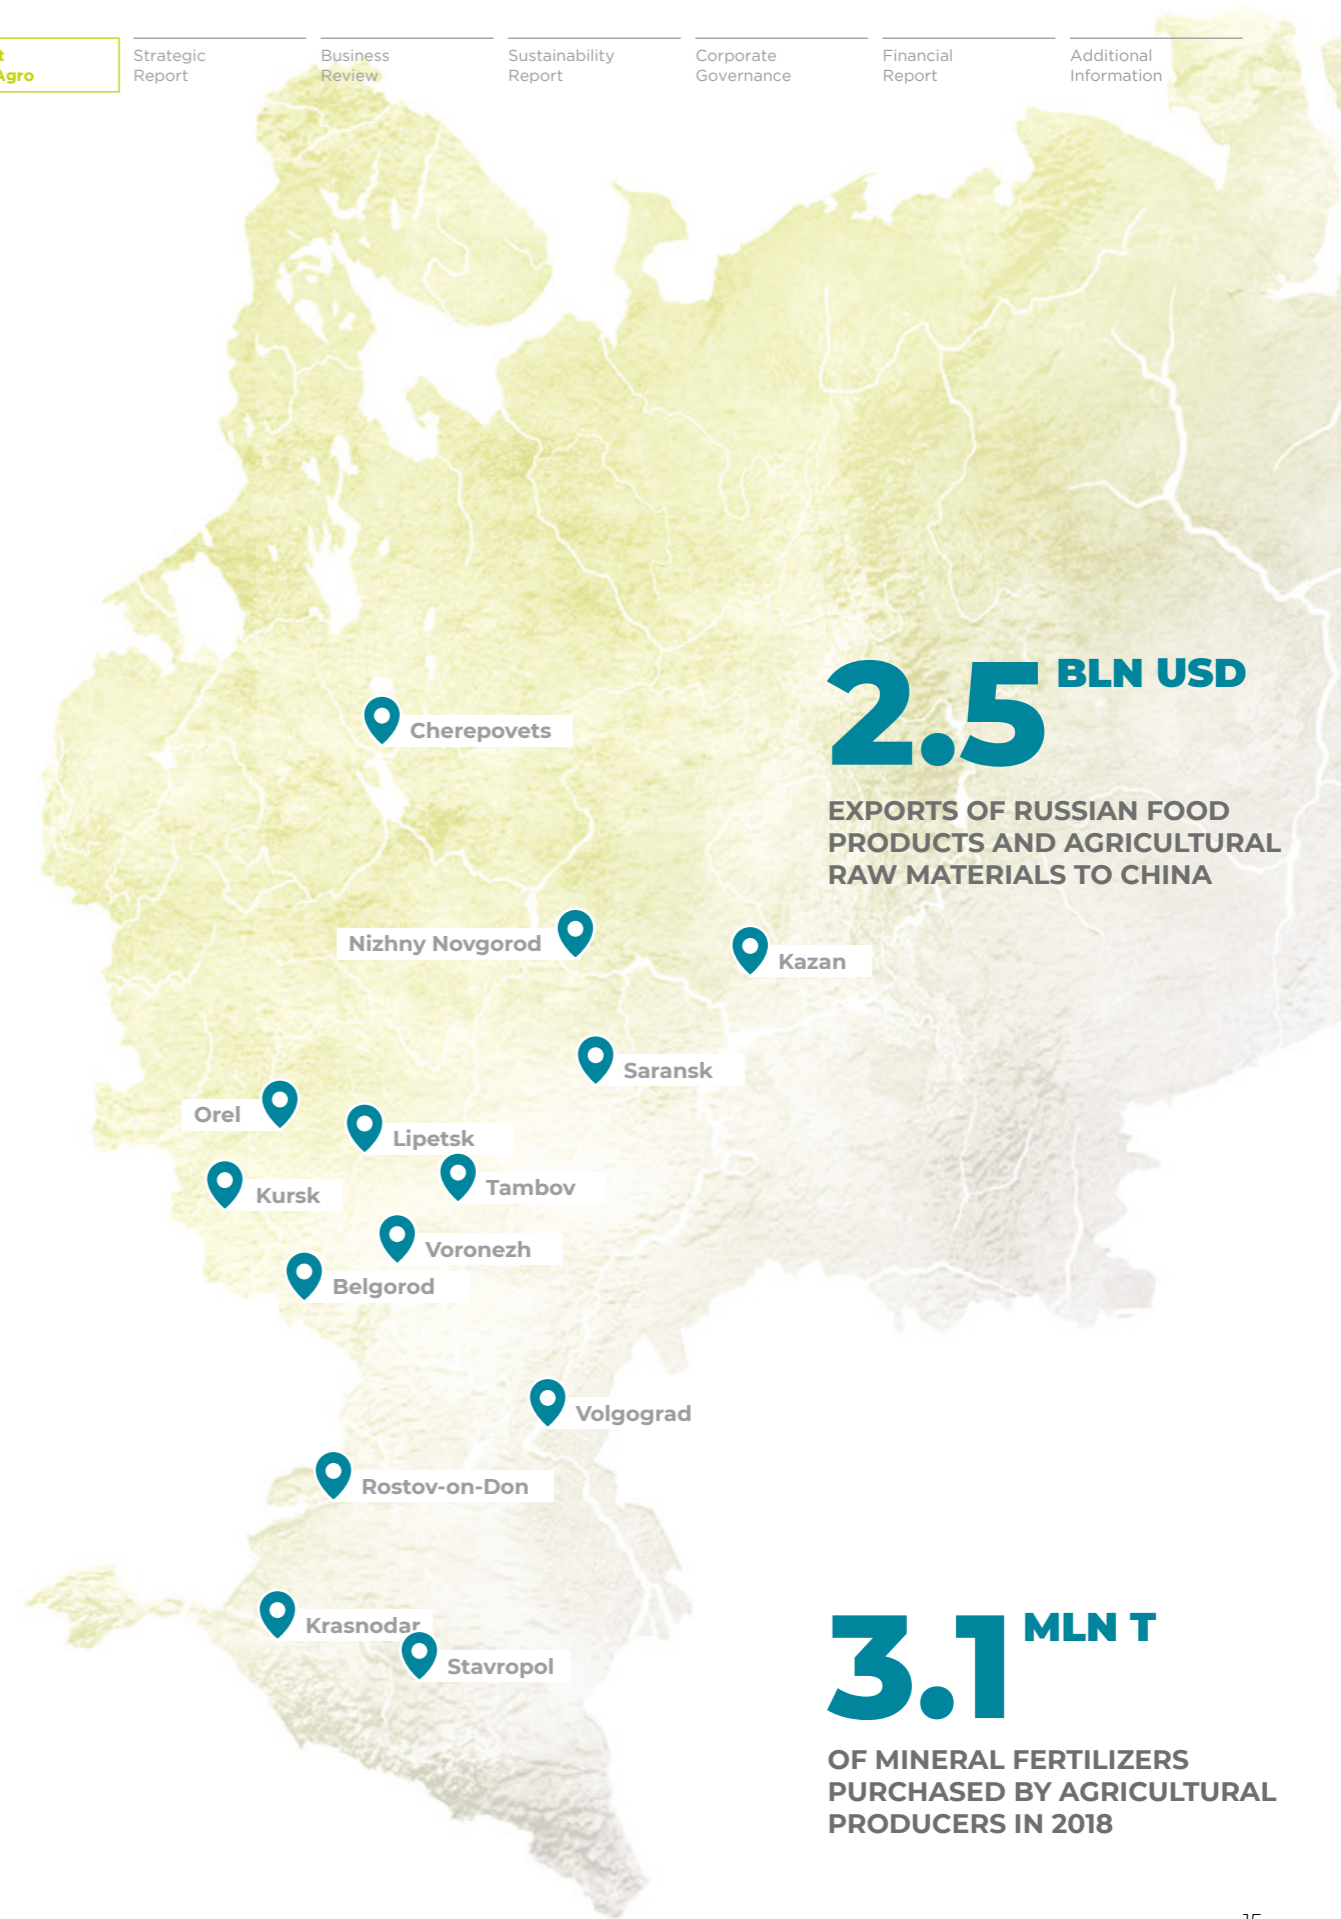 Agro
Strategic
Report
Business
Review
Sustainability
Report
Corporate
Governance
Financial
Report
Additional
Information
2.5 BLN USD
EXPORTS OF RUSSIAN FOOD
PRODUCTS AND AGRICULTURAL
RAW MATERIALS TO CHINA
Cherepovets
Nizhny Novgorod
Kazan
Saransk
Orel
Lipetsk
Kursk
Tambov
Voronezh
Belgorod
Volgograd
Rostov-on-Don
Krasnodar
Stavropol
3.1 MLN T
OF MINERAL FERTILIZERS
PURCHASED BY AGRICULTURAL
PRODUCERS IN 2018